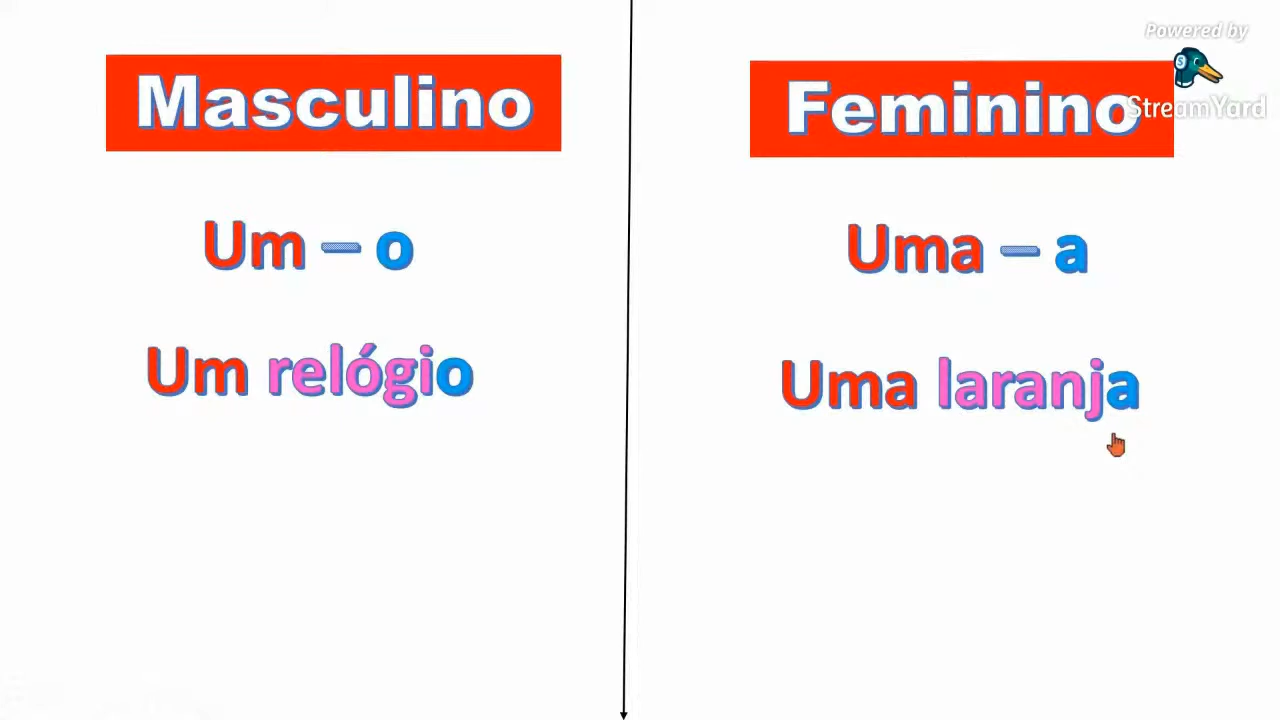 Masculino
Um – o
Um relógio
Feminino
Uma – a
Uma laranja
Powered by
StreamYard